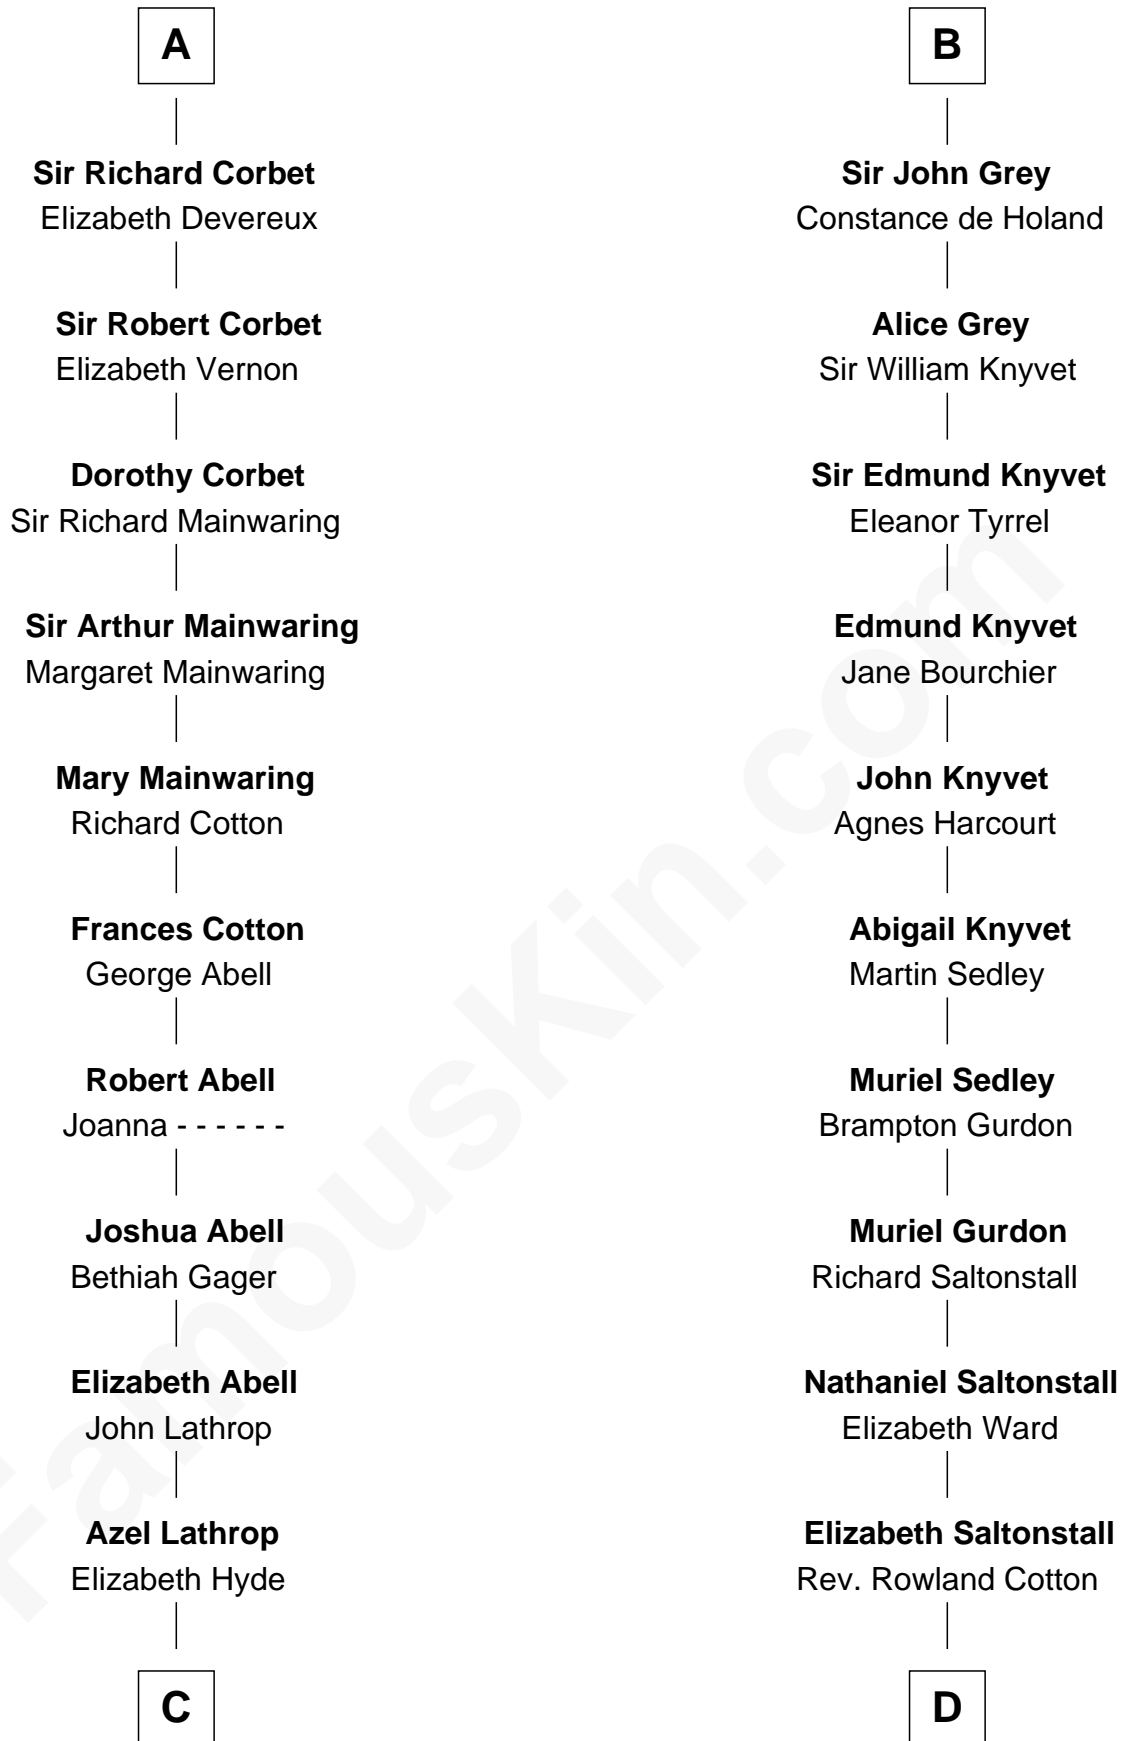 A
Sir Richard Corbet
Elizabeth Devereux
Sir Robert Corbet
Elizabeth Vernon
Dorothy Corbet
Sir Richard Mainwaring
Sir Arthur Mainwaring
Margaret Mainwaring
Mary Mainwaring
Richard Cotton
Frances Cotton
George Abell
Robert Abell
Joanna - - - - - -
Joshua Abell
Bethiah Gager
Elizabeth Abell
John Lathrop
Azel Lathrop
Elizabeth Hyde
C
B
Sir John Grey
Constance de Holand
Alice Grey
Sir William Knyvet
Sir Edmund Knyvet
Eleanor Tyrrel
Edmund Knyvet
Jane Bourchier
John Knyvet
Agnes Harcourt
Abigail Knyvet
Martin Sedley
Muriel Sedley
Brampton Gurdon
Muriel Gurdon
Richard Saltonstall
Nathaniel Saltonstall
Elizabeth Ward
Elizabeth Saltonstall
Rev. Rowland Cotton
D
FamousKin.com